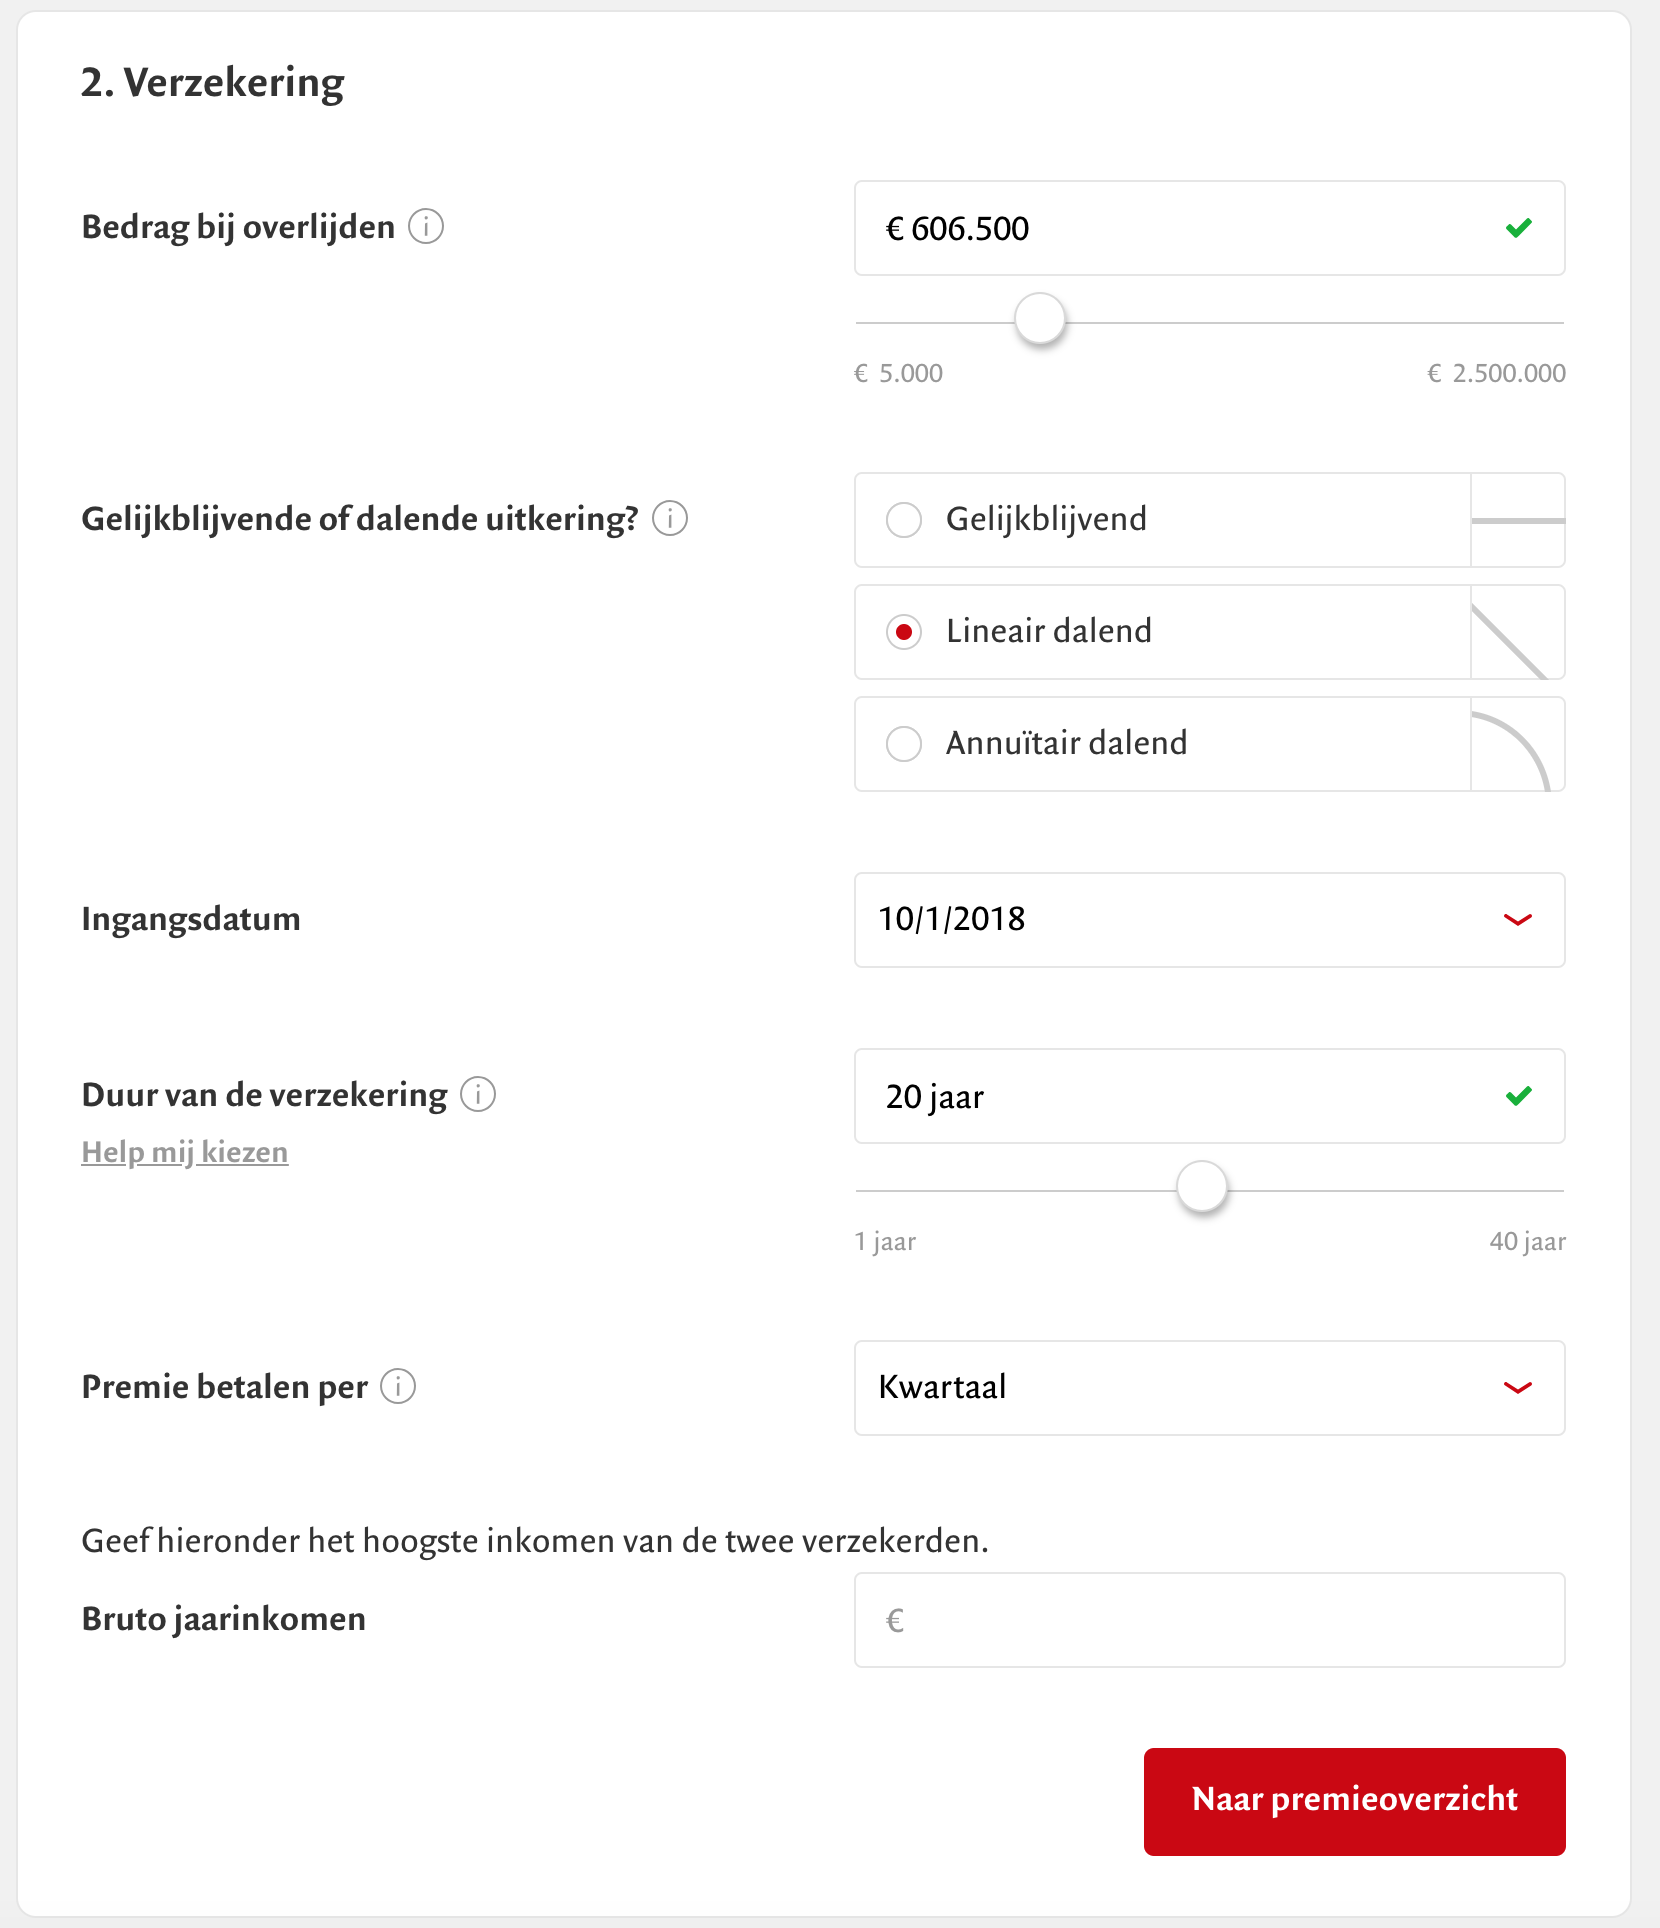 2. Verzekering
Bedrag bij overlijden i
€ 606.500
€ 5.000
€ 2.500.000
Gelijkblijvende of dalende uitkering? i
Gelijkblijvend
Lineair dalend
Annuïtair dalend
Ingangsdatum
10/1/2018
Duur van de verzekering i
20 jaar
Help mij kiezen
1 jaar
40 jaar
Premie betalen per i
Kwartaal
Geef hieronder het hoogste inkomen van de twee verzekerden.
Bruto jaarinkomen
€
Naar premieoverzicht